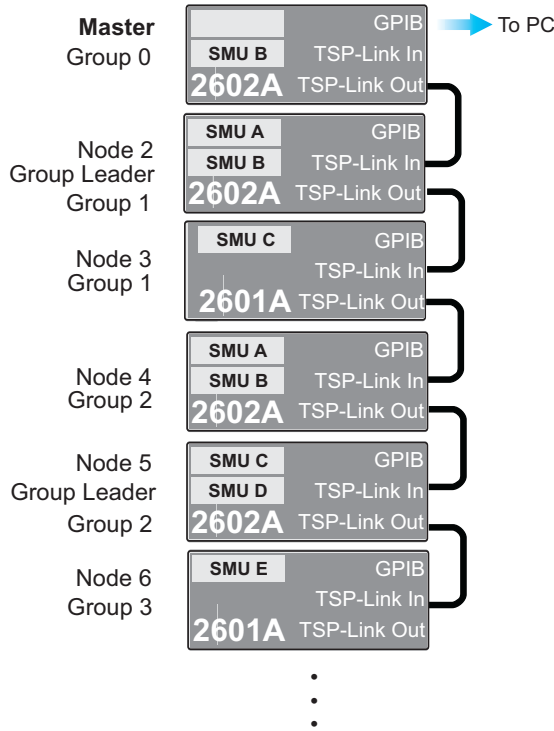 Master
Group 0
GPIB
To PC
SMU B
TSP-Link In
2602A
TSP-Link Out
Node 2
Group Leader
Group 1
SMU A
GPIB
SMU B
TSP-Link In
2602A
TSP-Link Out
Node 3
Group 1
SMU C
GPIB
TSP-Link In
2601A
TSP-Link Out
Node 4
Group 2
SMU A
GPIB
SMU B
TSP-Link In
2602A
TSP-Link Out
Node 5
Group Leader
Group 2
SMU C
GPIB
SMU D
TSP-Link In
2602A
TSP-Link Out
Node 6
Group 3
SMU E
GPIB
TSP-Link In
2601A
TSP-Link Out